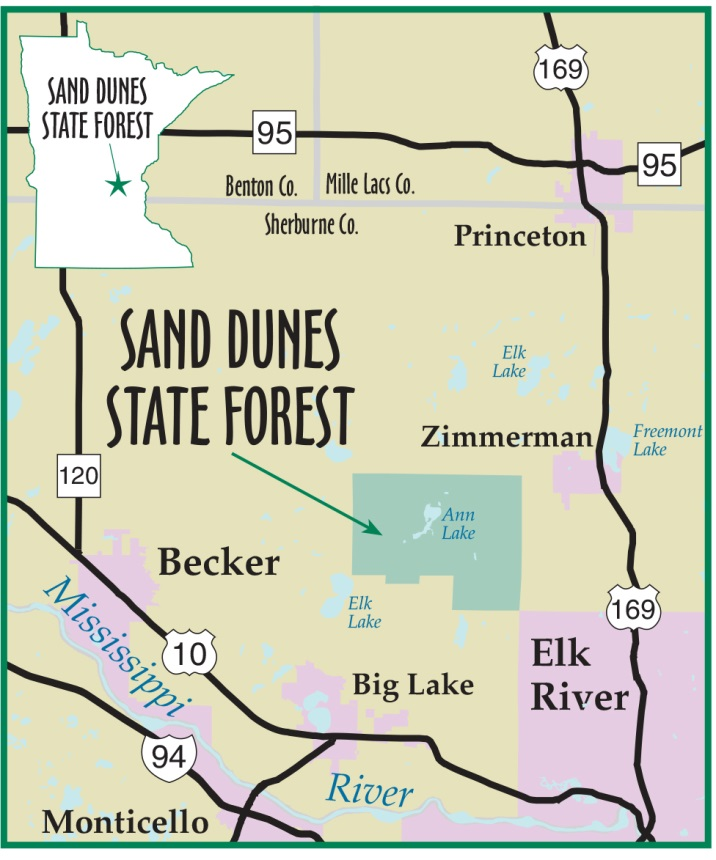 169
SAND DUNES
STATE FOREST
95
95
Benton Co.
Mille Lacs Co.
Sherburne Co.
Princeton
SAND DUNES
STATE FOREST
Elk
Lake
Zimmerman
Freemont
Lake
120
Ann
Lake
Becker
Mississippi
Elk
Lake
169
10
Elk
River
Big Lake
94
River
Monticello